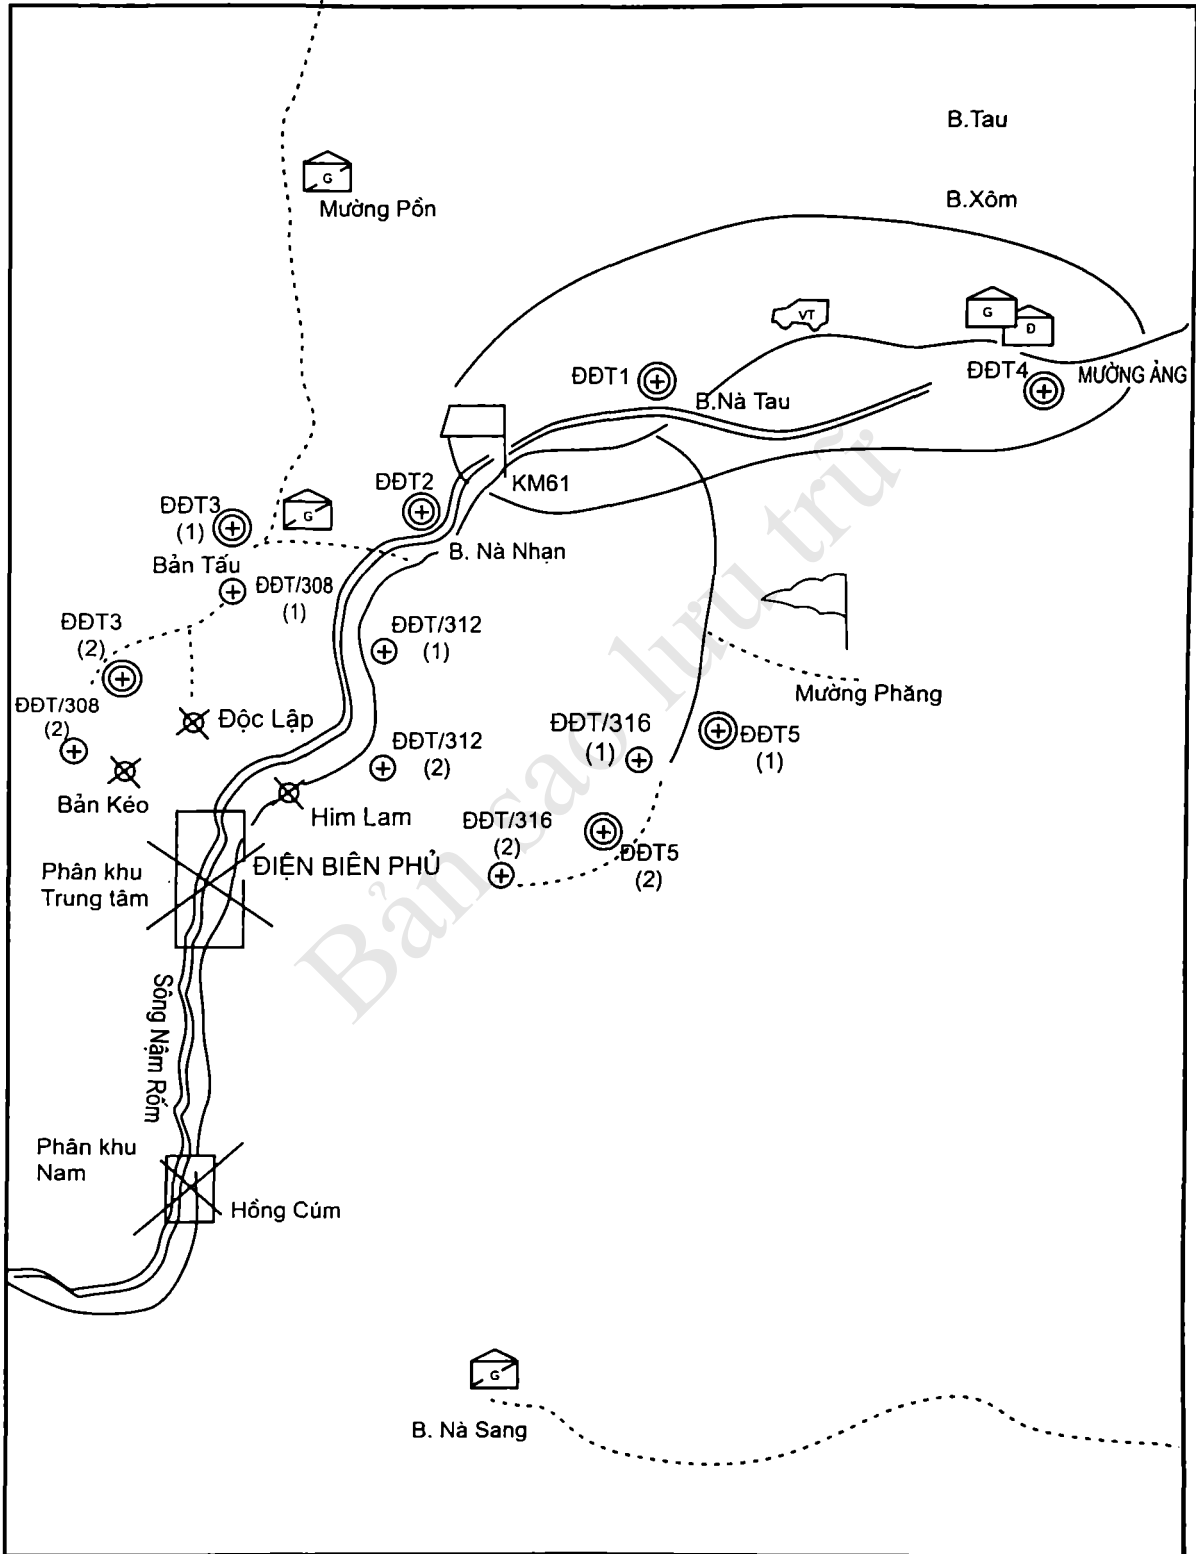 B.Tau
G
Mường Pồn
B.Xôm
VT
G
Đ
ĐĐT1
ĐĐT4
MƯỜNG ẢNG
B.Nà Tau
ĐĐT2
KM61
ĐĐT3
(1)
G
Bản Tấu
B. Nà Nhạn
ĐĐT/308
(1)
ĐĐT3
(2)
ĐĐT/312
(1)
Mường Phăng
ĐĐT/308
(2)
Độc Lập
ĐĐT/316
(1)
ĐĐT5
(1)
ĐĐT/312
(2)
Bản Kéo
Him Lam
ĐĐT/316
(2)
ĐĐT5
(2)
ĐIỆN BIÊN PHỦ
Phân khu
Trung tâm
Sông Nậm Rốm
Phân khu
Nam
Hồng Cúm
G
B. Nà Sang
Bản sao lưu trữ